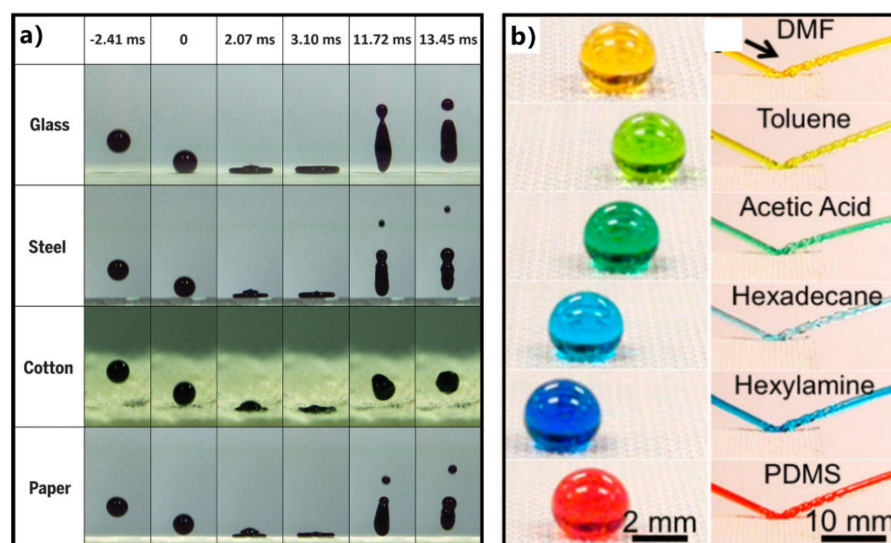 a)
-2.41 ms 0 2.07 ms 3.10 ms 11.72 ms 13.45 ms
Glass
Steel
Cotton
Paper
b)
DMF
Toluene
Acetic Acid
Hexadecane
Hexylamine
PDMS
2 mm
10 mm